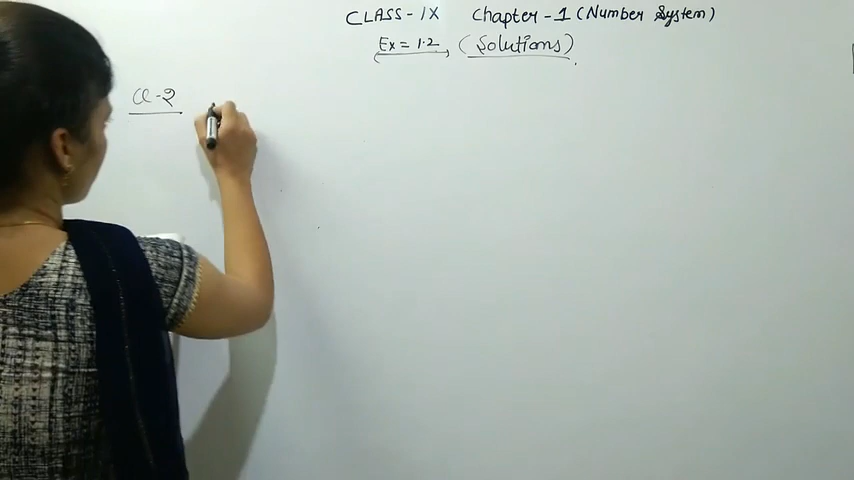 CLASS-IX Chapter-1 (Number System)
Ex = 1.2 (Solutions)
Q-2